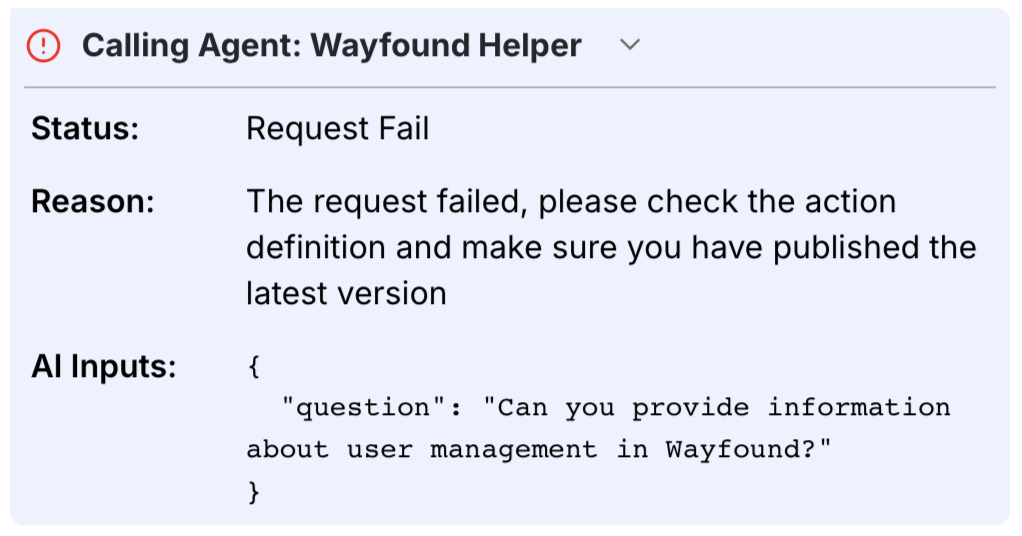 Calling Agent: Wayfound Helper
Status: Request Fail
Reason: The request failed, please check the action
definition and make sure you have published the
latest version
AI Inputs: {
"question": "Can you provide information
about user management in Wayfound?"
}